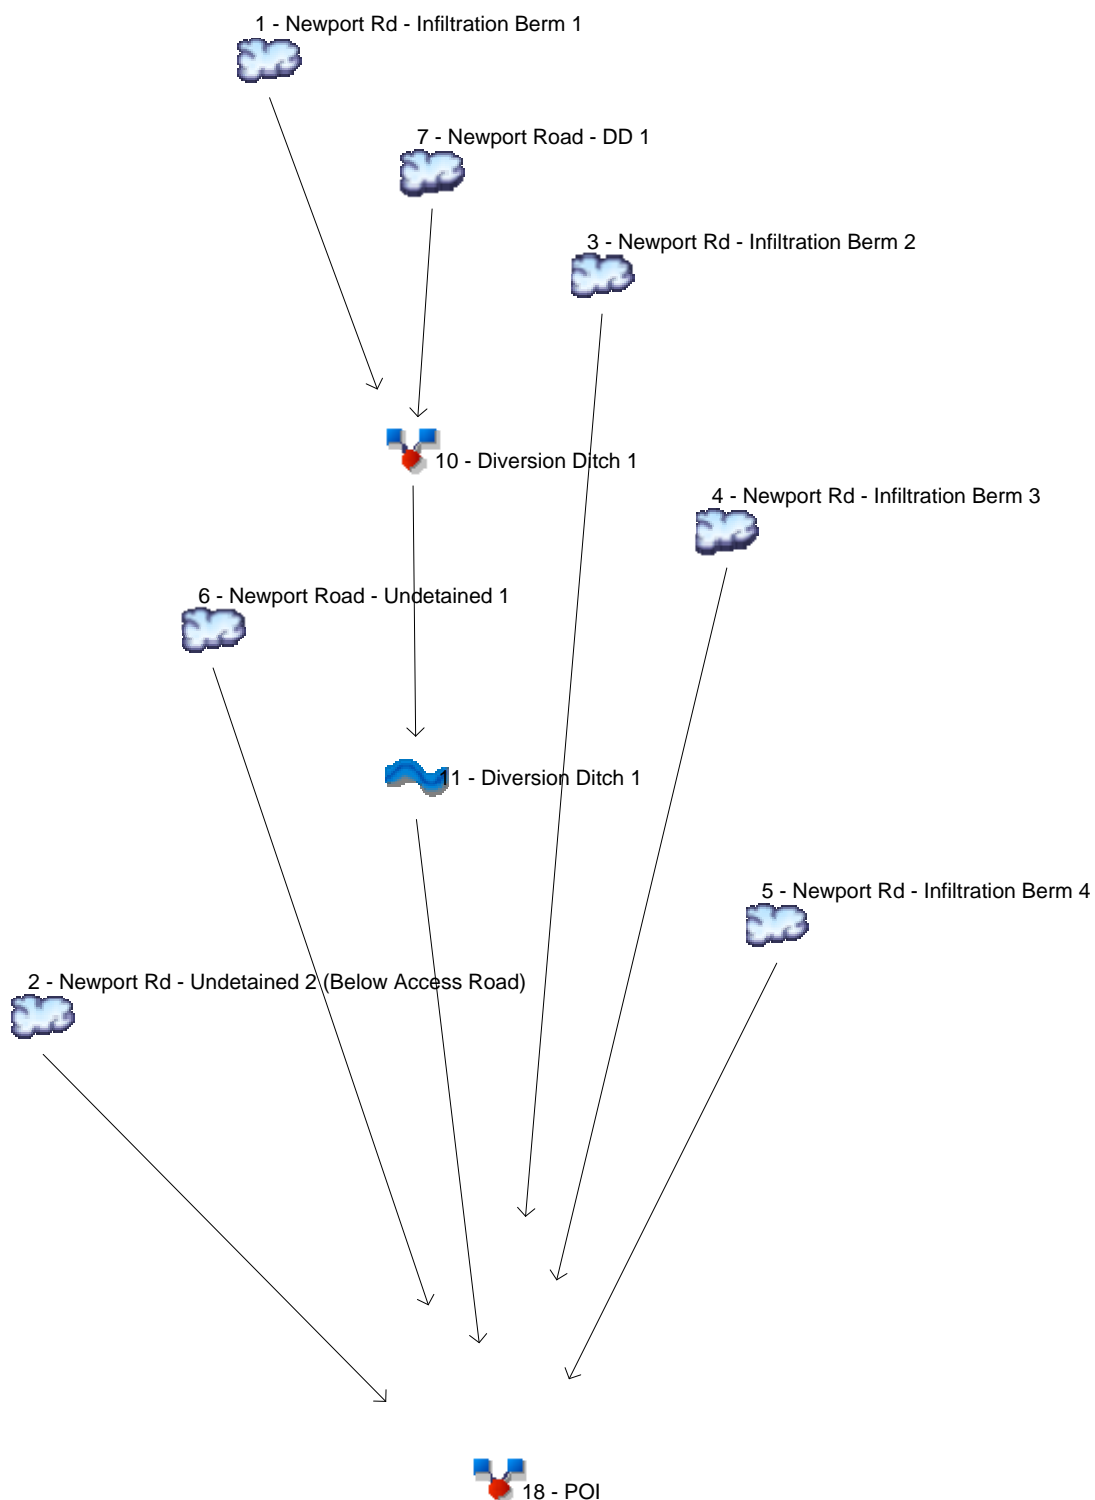 1 - Newport Rd - Infiltration Berm 1
7 - Newport Road - DD 1
3 - Newport Rd - Infiltration Berm 2
10 - Diversion Ditch 1
4 - Newport Rd - Infiltration Berm 3
6 - Newport Road - Undetained 1
11 - Diversion Ditch 1
5 - Newport Rd - Infiltration Berm 4
2 - Newport Rd - Undetained 2 (Below Access Road)
18 - POI